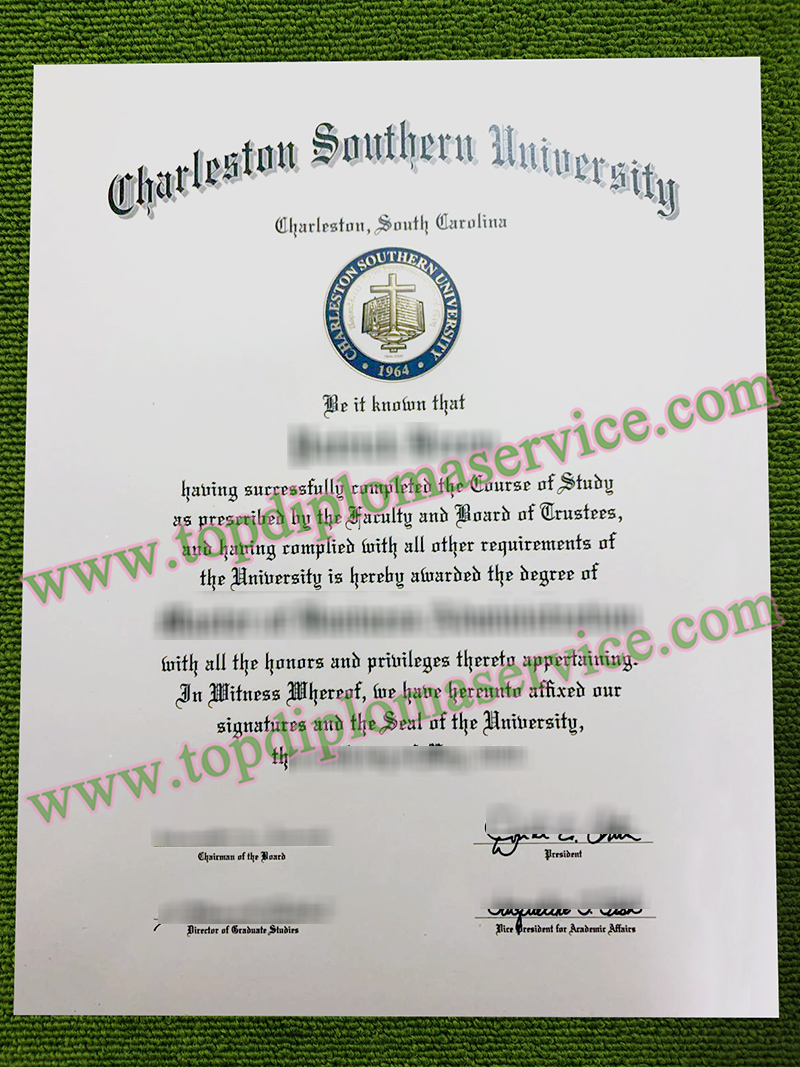 Charleston Southern University
Charleston, South Carolina
CHARLESTON SOUTHERN UNIVERSITY
1964
Be it known that
having successfully completed the Course of Study
as prescribed by the Faculty and Board of Trustees,
and having complied with all other requirements of
the University is hereby awarded the degree of
with all the honors and privileges thereto appertaining.
In Witness Whereof, we have hereunto affixed our
signatures and the Seal of the University,
www.topdiplomaservice.com
www.topdiplomaservice.com
Chairman of the Board
President
Director of Graduate Studies
Vice President for Academic Affairs